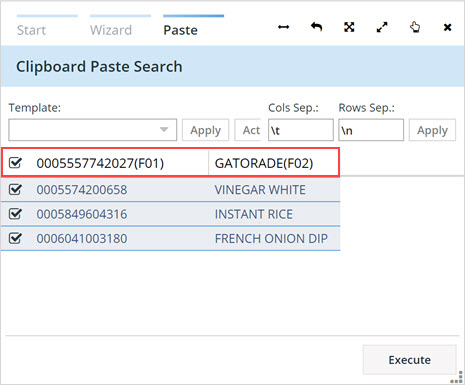 Start Wizard Paste
Clipboard Paste Search
Template: Cols Sep.: Rows Sep.:
Apply Act \t \n Apply
0005557742027(F01) GATORADE(F02)
0005574200658 VINEGAR WHITE
0005849604316 INSTANT RICE
0006041003180 FRENCH ONION DIP
Execute